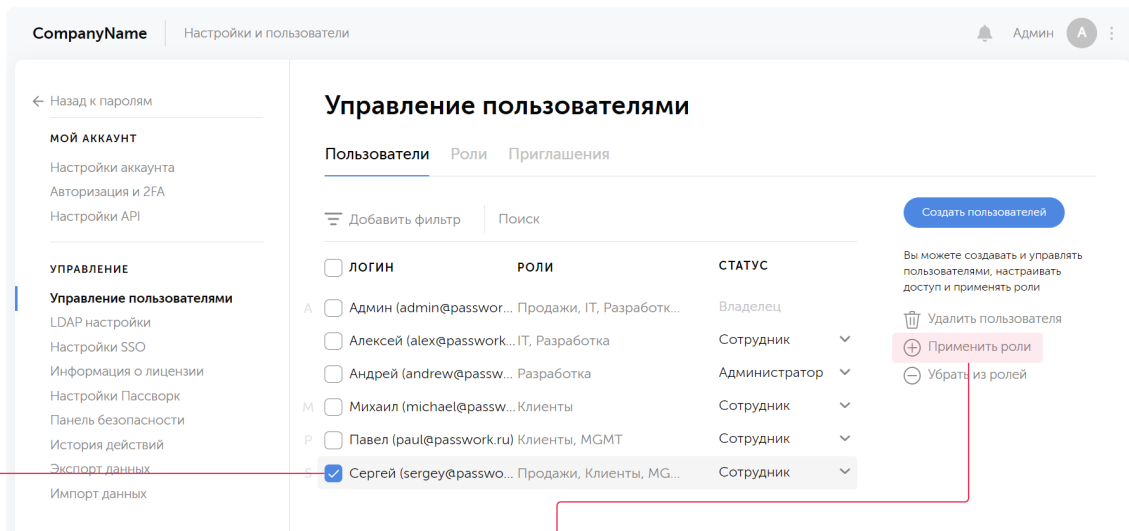 CompanyName Настройки и пользователи Админ A
Назад к паролям
МОЙ АККАУНТ
Настройки аккаунта
Авторизация и 2FA
Настройки API
УПРАВЛЕНИЕ
Управление пользователями
LDAP настройки
Настройки SSO
Информация о лицензии
Настройки Пассворк
Панель безопасности
История действий
Экспорт данных
Импорт данных
Управление пользователями
Пользователи Роли Приглашения
Добавить фильтр Поиск
ЛОГИН РОЛИ СТАТУС
A Админ (admin@passwor... Продажи, IT, Разработк... Владелец
Алексей (alex@passwork... IT, Разработка Сотрудник
Андрей (andrew@passw... Разработка Администратор
M Михаил (michael@passw... Клиенты Сотрудник
P Павел (paul@passwork.ru) Клиенты, MGMT Сотрудник
S Сергей (sergey@passwo... Продажи, Клиенты, MG... Сотрудник
Создать пользователей
Вы можете создавать и управлять
пользователями, настраивать
доступ и применять роли
Удалить пользователя
Применить роли
Убрать из ролей